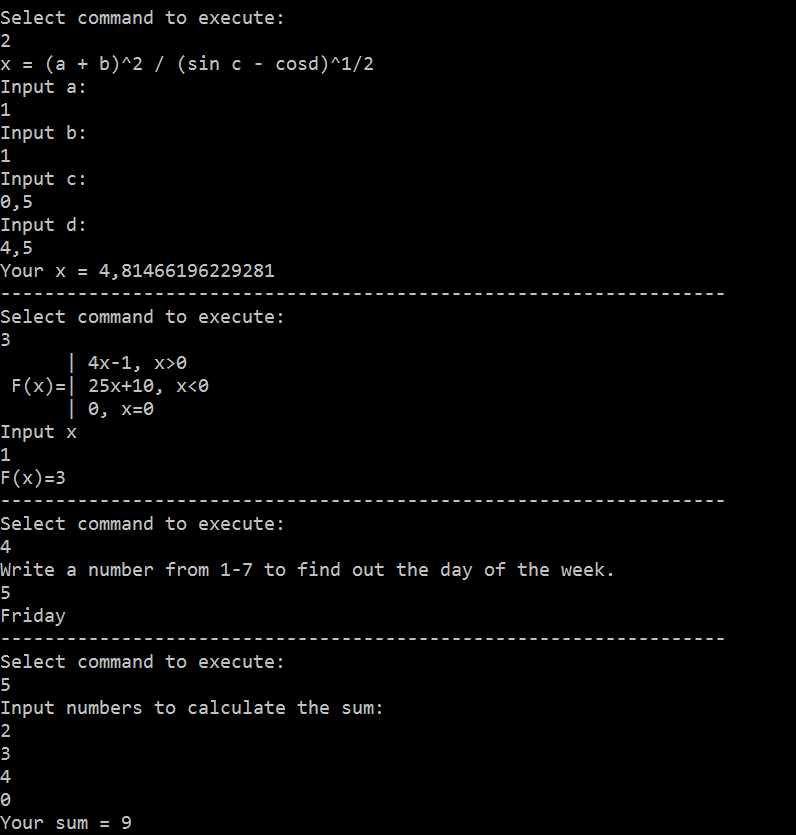 Select command to execute:
2
x = (a + b)^2 / (sin c - cosd)^1/2
Input a:
1
Input b:
1
Input c:
0,5
Input d:
4,5
Your x = 4,81466196229281
------------------------------------------------------------------
Select command to execute:
3
      | 4x-1, x>0
 F(x)=| 25x+10, x<0
      | 0, x=0
Input x
1
F(x)=3
------------------------------------------------------------------
Select command to execute:
4
Write a number from 1-7 to find out the day of the week.
5
Friday
------------------------------------------------------------------
Select command to execute:
5
Input numbers to calculate the sum:
2
3
4
0
Your sum = 9